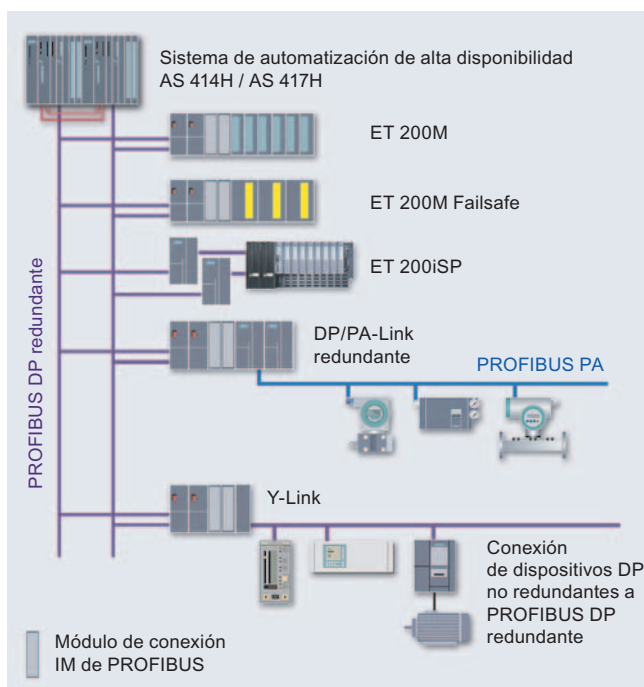 Sistema de automatización de alta disponibilidad
AS 414H / AS 417H
ET 200M
ET 200M Failsafe
ET 200iSP
DP/PA-Link
redundante
PROFIBUS PA
PROFIBUS DP redundante
Y-Link
Conexión
de dispositivos DP
no redundantes a
PROFIBUS DP
redundante
Módulo de conexión
IM de PROFIBUS